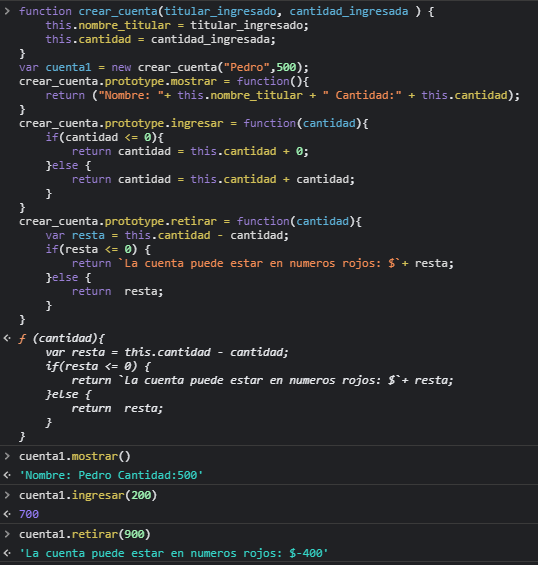 function crear_cuenta(titular_ingresado, cantidad_ingresada ) {
    this.nombre_titular = titular_ingresado;
    this.cantidad = cantidad_ingresada;
}
var cuenta1 = new crear_cuenta("Pedro",500);
crear_cuenta.prototype.mostrar = function(){
    return ("Nombre: "+ this.nombre_titular + " Cantidad:" + this.cantidad);
}
crear_cuenta.prototype.ingresar = function(cantidad){
    if(cantidad <= 0){
        return cantidad = this.cantidad + 0;
    }else {
        return cantidad = this.cantidad + cantidad;
    }
}
crear_cuenta.prototype.retirar = function(cantidad){
    var resta = this.cantidad - cantidad;
    if(resta <= 0) {
        return `La cuenta puede estar en numeros rojos: $`+ resta;
    }else {
        return  resta;
    }
}
ƒ (cantidad){
    var resta = this.cantidad - cantidad;
    if(resta <= 0) {
        return `La cuenta puede estar en numeros rojos: $`+ resta;
    }else {
        return  resta;
    }
}
cuenta1.mostrar()
'Nombre: Pedro Cantidad:500'
cuenta1.ingresar(200)
700
cuenta1.retirar(900)
'La cuenta puede estar en numeros rojos: $-400'